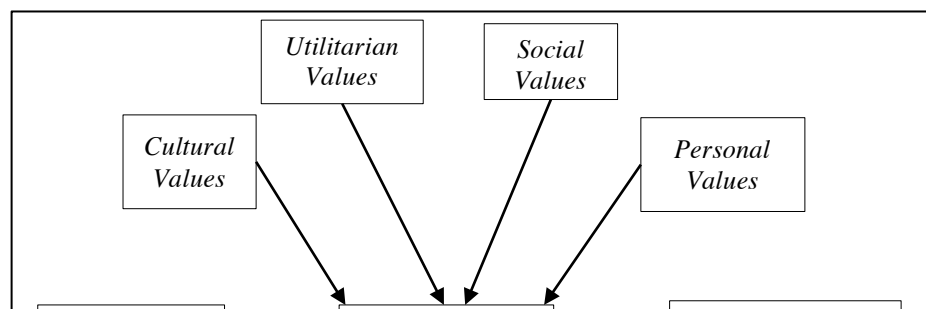 Utilitarian
Values
Social
Values
Cultural
Values
Personal
Values